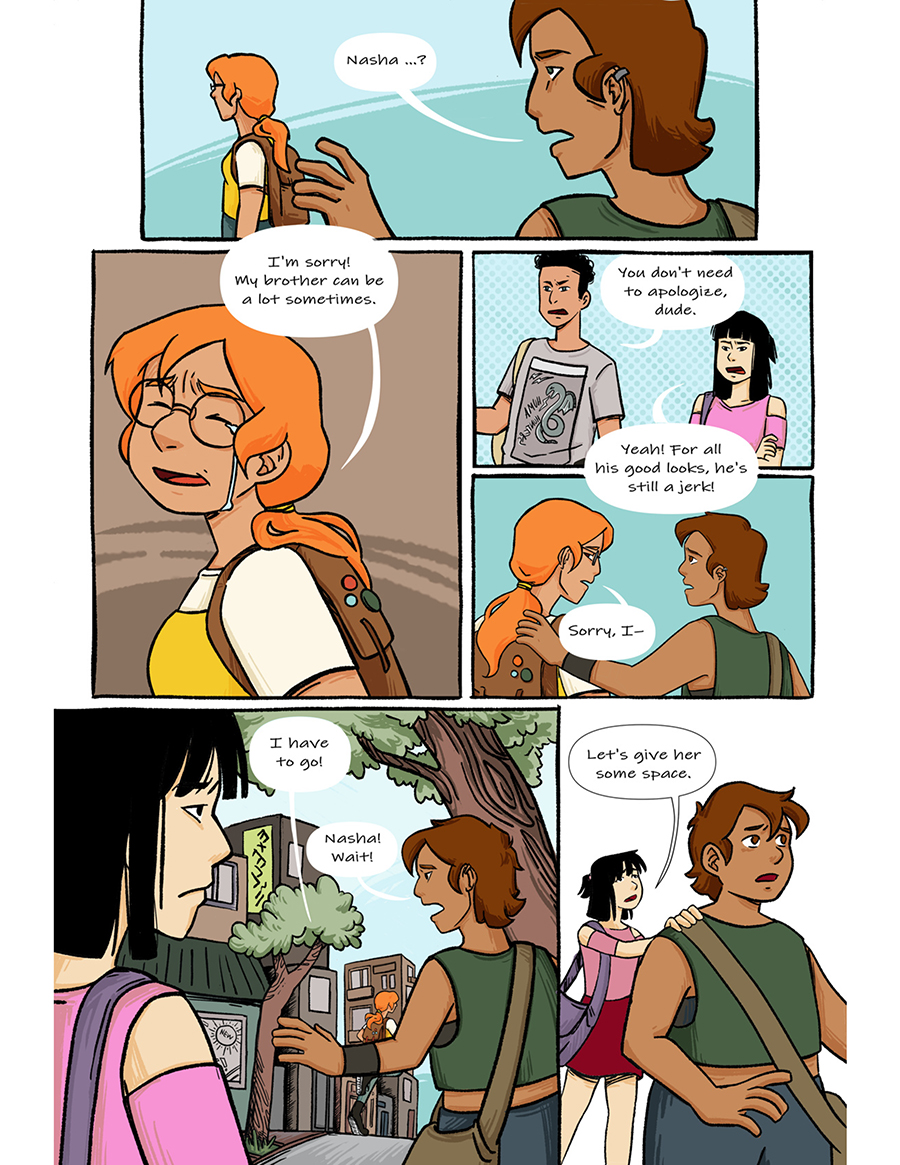 Nasha ...?
I'm sorry!
My brother can be
a lot sometimes.
You don't need
to apologize,
dude.
Yeah! For all
his good looks, he's
still a jerk!
Sorry, I—
I have
to go!
Nasha!
Wait!
NOW
Let's give her
some space.